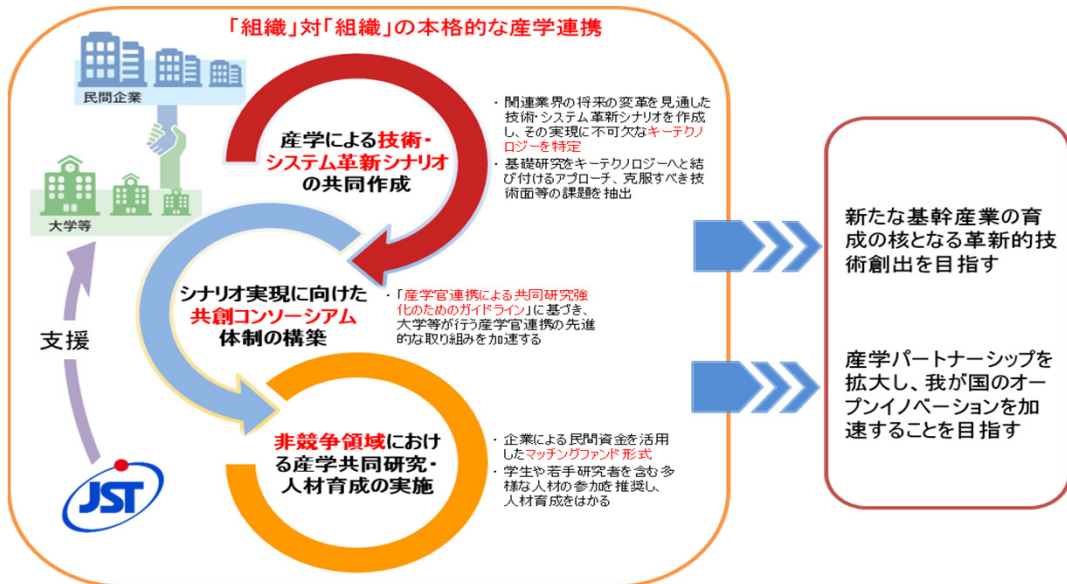 「組織」対「組織」の本格的な産学連携
民間企業
大学等
支援
JST
産学による技術・
システム革新シナリオ
の共同作成
・ 関連業界の将来の変革を見通した
技術・システム革新シナリオを作成
し、その実現に不可欠なキーテクノ
ロジーを特定
・ 基礎研究をキーテクノロジーへと結
び付けるアプローチ、克服すべき技
術面等の課題を抽出
シナリオ実現に向けた
共創コンソーシアム
体制の構築
・ 「産学官連携による共同研究強
化のためのガイドライン」に基づき、
大学等が行う産学官連携の先進
的な取り組みを加速する
非競争領域におけ
る産学共同研究・
人材育成の実施
・ 企業による民間資金を活用
したマッチングファンド形式
・ 学生や若手研究者を含む多
様な人材の参加を推奨し、
人材育成をはかる
新たな基幹産業の育
成の核となる革新的技
術創出を目指す
産学パートナーシップを
拡大し、我が国のオー
プンイノベーションを加
速することを目指す